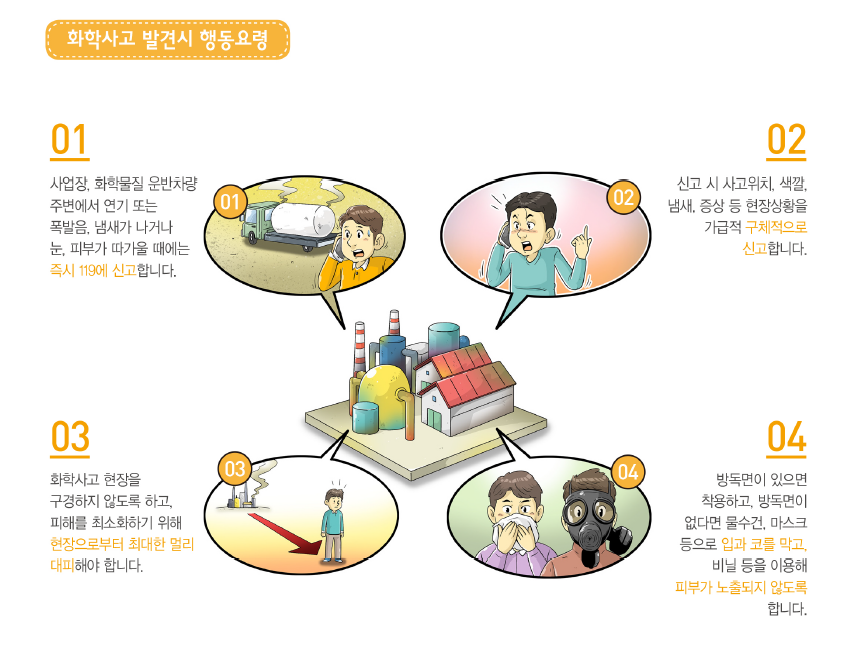 화학사고 발견시 행동요령
01
사업장, 화학물질 운반차량
주변에서 연기 또는
폭발음, 냄새가 나거나
눈, 피부가 따가울 때에는
즉시 119에 신고합니다.
01
02
신고 시 사고위치, 색깔,
냄새, 증상 등 현장상황을
가급적 구체적으로
신고합니다.
02
03
화학사고 현장을
구경하지 않도록 하고,
피해를 최소화하기 위해
현장으로부터 최대한 멀리
대피해야 합니다.
03
04
방독면이 있으면
착용하고, 방독면이
없다면 물수건, 마스크
등으로 입과 코를 막고,
비닐 등을 이용해
피부가 노출되지 않도록
합니다.
04